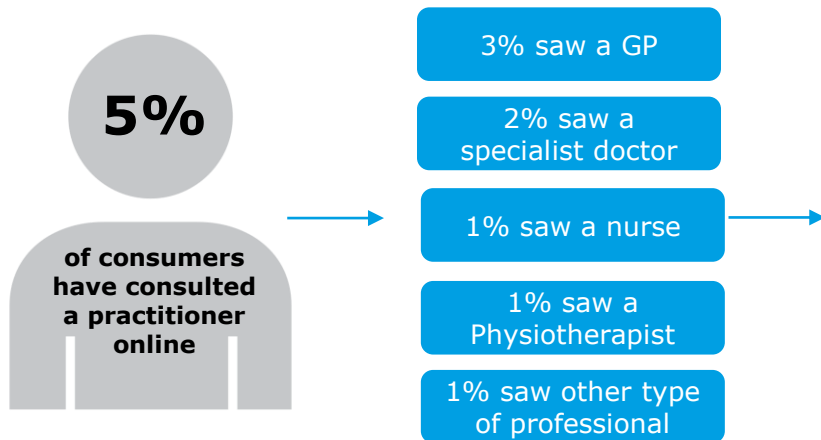 5%
of consumers
have consulted
a practitioner
online
3% saw a GP
2% saw a
specialist doctor
1% saw a nurse
1% saw a
Physiotherapist
1% saw other type
of professional